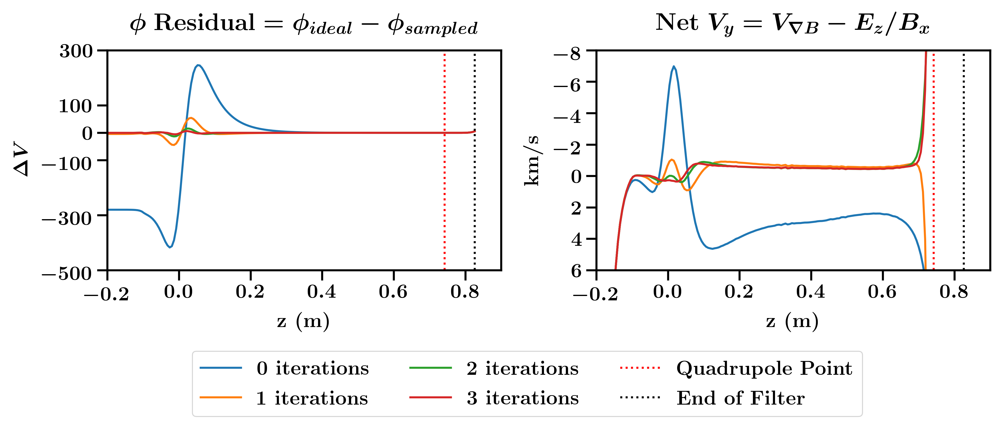 ϕ Residual = ϕ_ideal − ϕ_sampled
300
100
0
−100
−300
−500
ΔV
−0.2 0.0 0.2 0.4 0.6 0.8
z (m)
Net V_y = V_∇B − E_z/B_x
−8
−6
−4
−2
0
2
4
6
km/s
−0.2 0.0 0.2 0.4 0.6 0.8
z (m)
0 iterations 2 iterations Quadrupole Point
1 iterations 3 iterations End of Filter